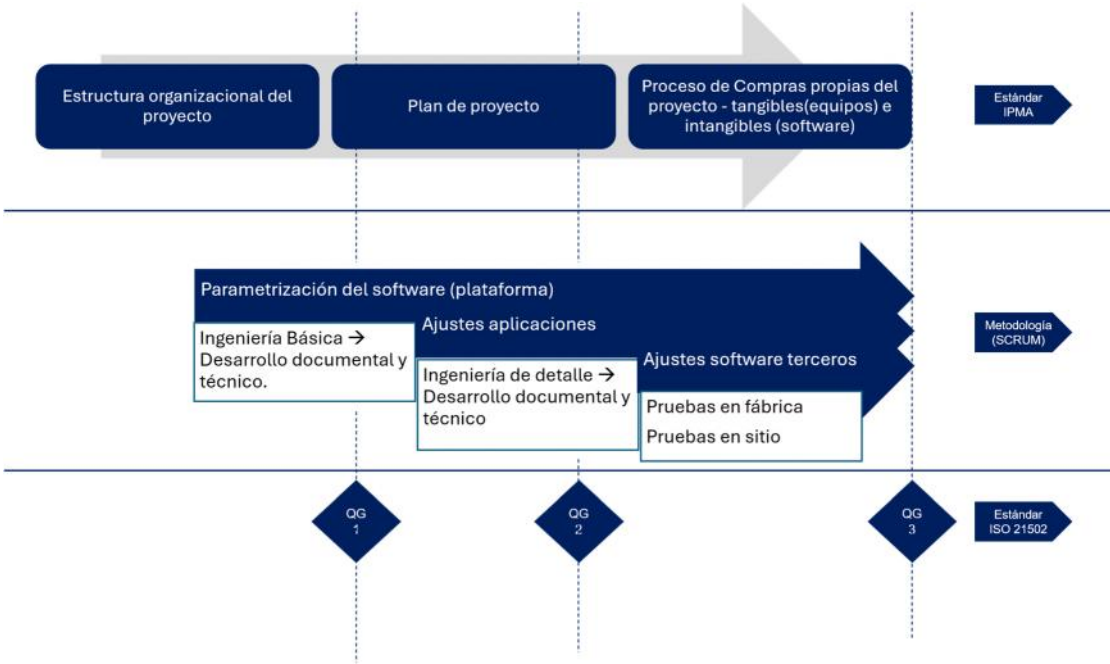 Estructura organizacional del
proyecto
Plan de proyecto
Proceso de Compras propias del
proyecto - tangibles(equipos) e
intangibles (software)
Estándar
IPMA
Parametrización del software (plataforma)
Ingeniería Básica →
Desarrollo documental y
técnico.
Ajustes aplicaciones
Ingeniería de detalle →
Desarrollo documental y
técnico
Ajustes software terceros
Pruebas en fábrica
Pruebas en sitio
Metodología
(SCRUM)
QG
1
QG
2
QG
3
Estándar
ISO 21502